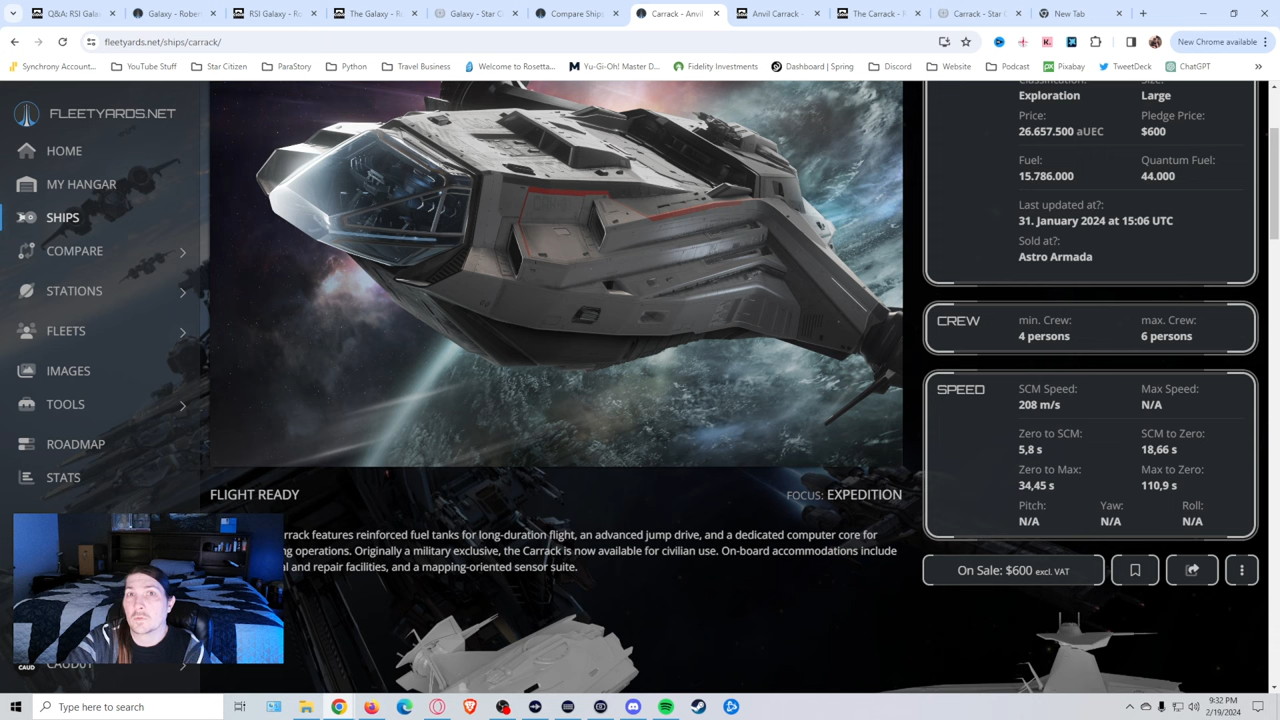 Q&A: RSI Galax
Galaxy - Rober
RSI Galaxy - Ro
The Galaxy - R
Galaxy - Star C
Compare Ships
Carrack - Anvil
Anvil Carrack -
The Carrack - F
Carrack - Star C
New Tab
fleetyards.net/ships/carrack/
New Chrome available
Synchrony Account...
YouTube Stuff
Star Citizen
ParaStory
Python
Travel Business
Welcome to Rosetta...
Yu-Gi-Oh! Master D...
Fidelity Investments
Dashboard | Spring
Discord
Website
Podcast
Pixabay
TweetDeck
ChatGPT
FLEETYARDS.NET
HOME
MY HANGAR
SHIPS
COMPARE
STATIONS
FLEETS
IMAGES
TOOLS
ROADMAP
STATS
CAUD
Classification:
Size:
Exploration
Large
Price:
Pledge Price:
26.657.500 aUEC
$600
Fuel:
Quantum Fuel:
15.786.000
44.000
Last updated at?:
31. January 2024 at 15:06 UTC
Sold at?:
Astro Armada
CREW
min. Crew:
max. Crew:
4 persons
6 persons
SPEED
SCM Speed:
Max Speed:
208 m/s
N/A
Zero to SCM:
SCM to Zero:
5,8 s
18,66 s
Zero to Max:
Max to Zero:
34,45 s
110,9 s
Pitch:
Yaw:
Roll:
N/A
N/A
N/A
On Sale: $600 excl. VAT
FLIGHT READY
FOCUS: EXPEDITION
rrack features reinforced fuel tanks for long-duration flight, an advanced jump drive, and a dedicated computer core for
ng operations. Originally a military exclusive, the Carrack is now available for civilian use. On-board accommodations include
al and repair facilities, and a mapping-oriented sensor suite.
Type here to search
9:32 PM
2/19/2024